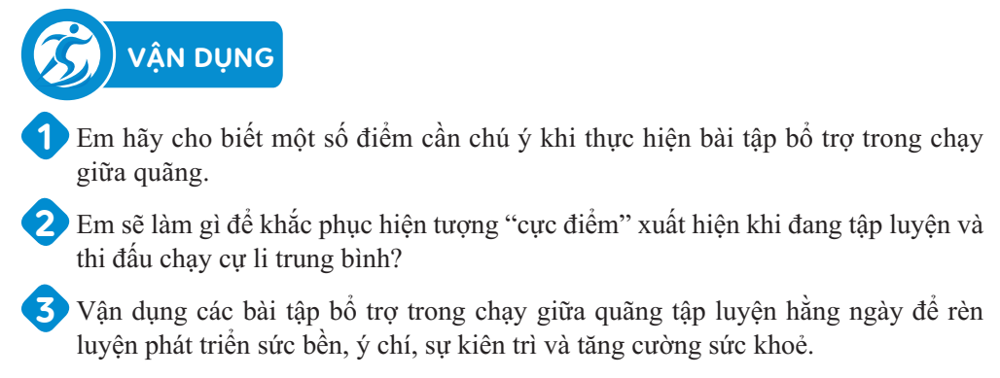 VẬN DỤNG
1 Em hãy cho biết một số điểm cần chú ý khi thực hiện bài tập bổ trợ trong chạy
giữa quãng.
2 Em sẽ làm gì để khắc phục hiện tượng “cực điểm” xuất hiện khi đang tập luyện và
thi đấu chạy cự li trung bình?
3 Vận dụng các bài tập bổ trợ trong chạy giữa quãng tập luyện hằng ngày để rèn
luyện phát triển sức bền, ý chí, sự kiên trì và tăng cường sức khoẻ.